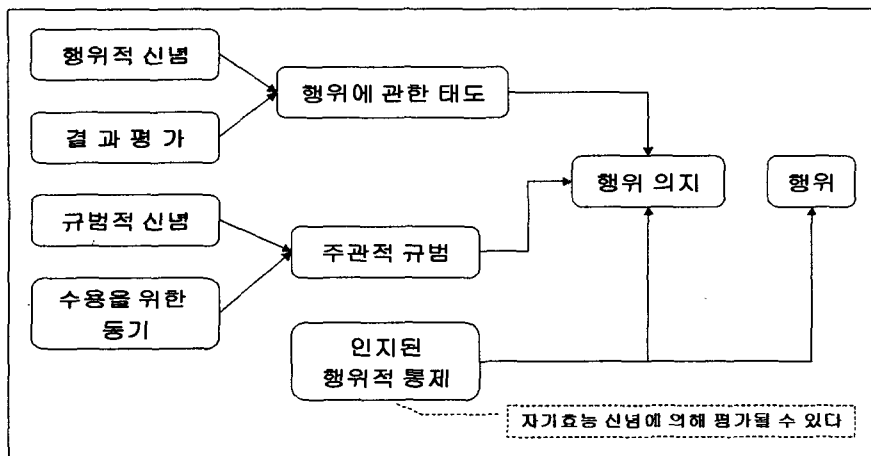 행위적 신념
결과평가
규범적 신념
수용을 위한
동기
행위에 관한 태도
주관적 규범
인지된
행위적 통제
행위 의지
행위
자기효능 신념에 의해 평가될 수 있다